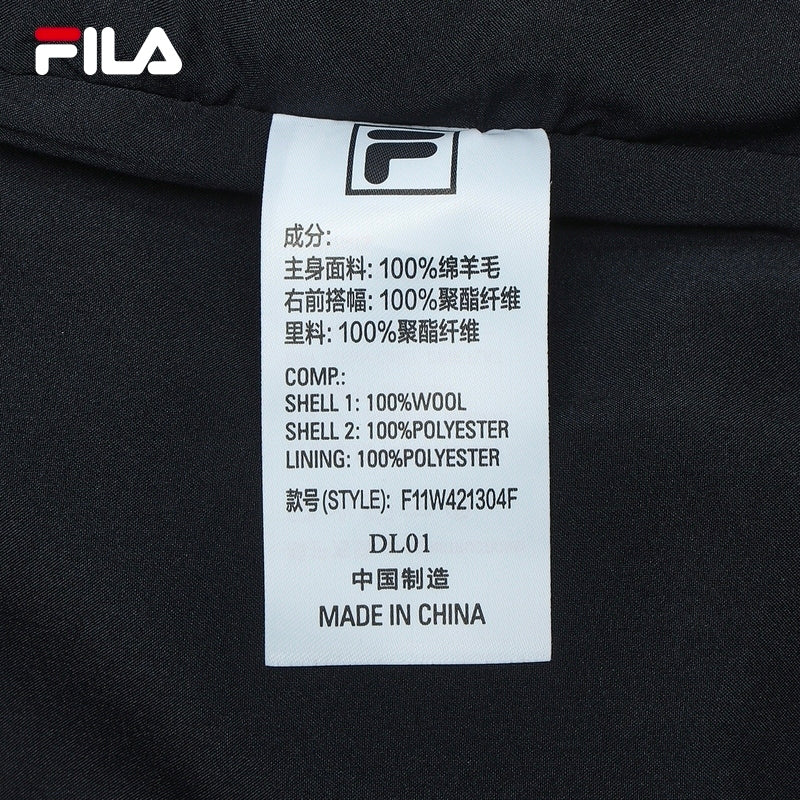 FILA
成分:
主身面料: 100%绵羊毛
右前搭幅: 100%聚酯纤维
里料: 100%聚酯纤维
COMP.:
SHELL 1: 100%WOOL
SHELL 2: 100%POLYESTER
LINING: 100%POLYESTER
款号(STYLE): F11W421304F
DL01
中国制造
MADE IN CHINA